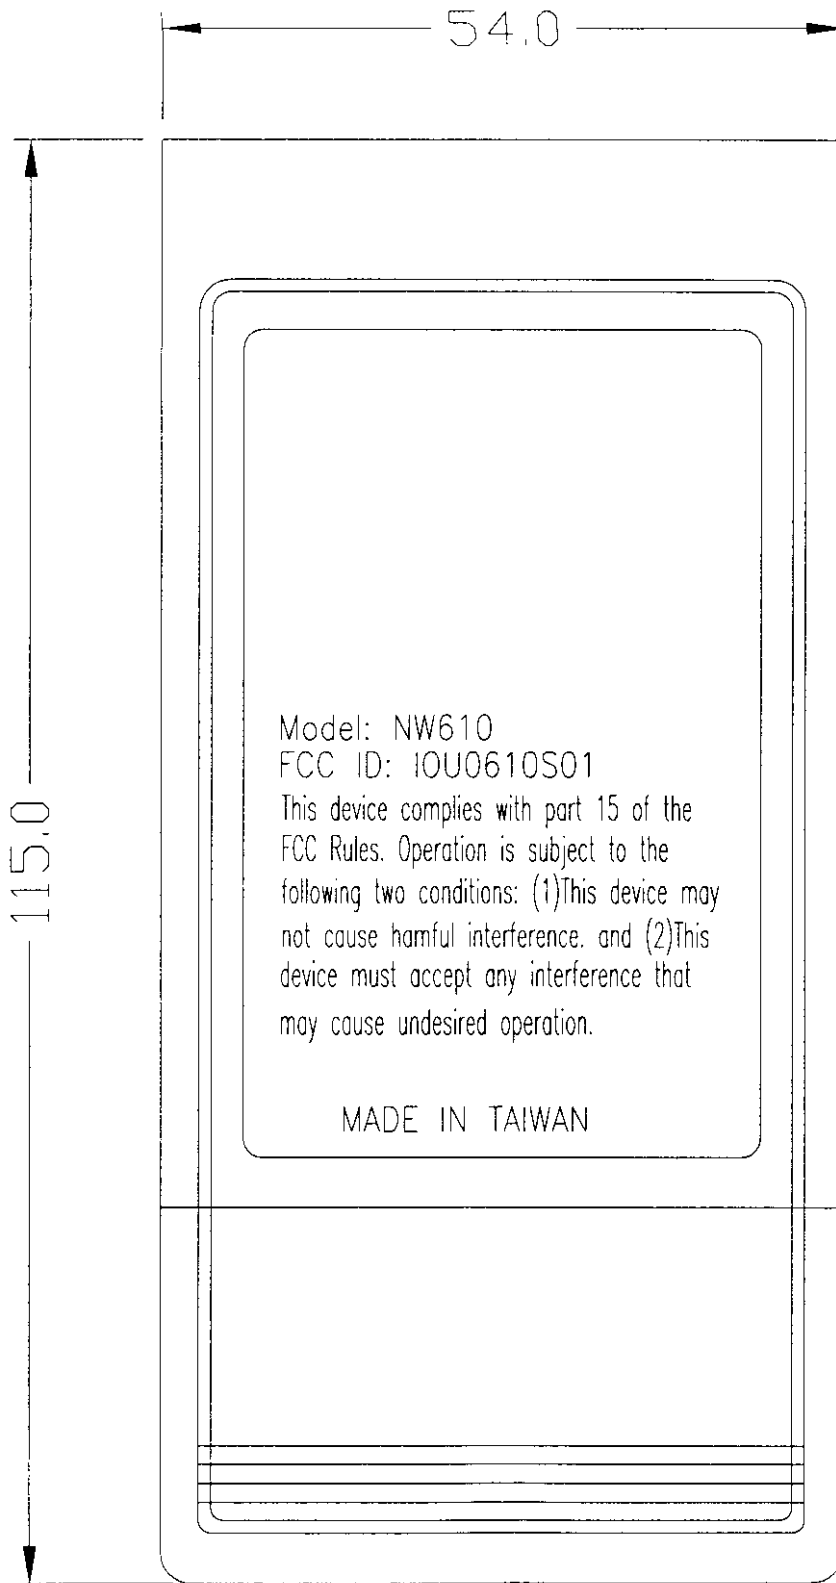 54.0
115.0
Model: NW610
FCC ID: IOU0610S01
This device complies with part 15 of the
FCC Rules. Operation is subject to the
following two conditions: (1)This device may
not cause hamful interference. and (2)This
device must accept any interference that
may cause undesired operation.
MADE IN TAIWAN